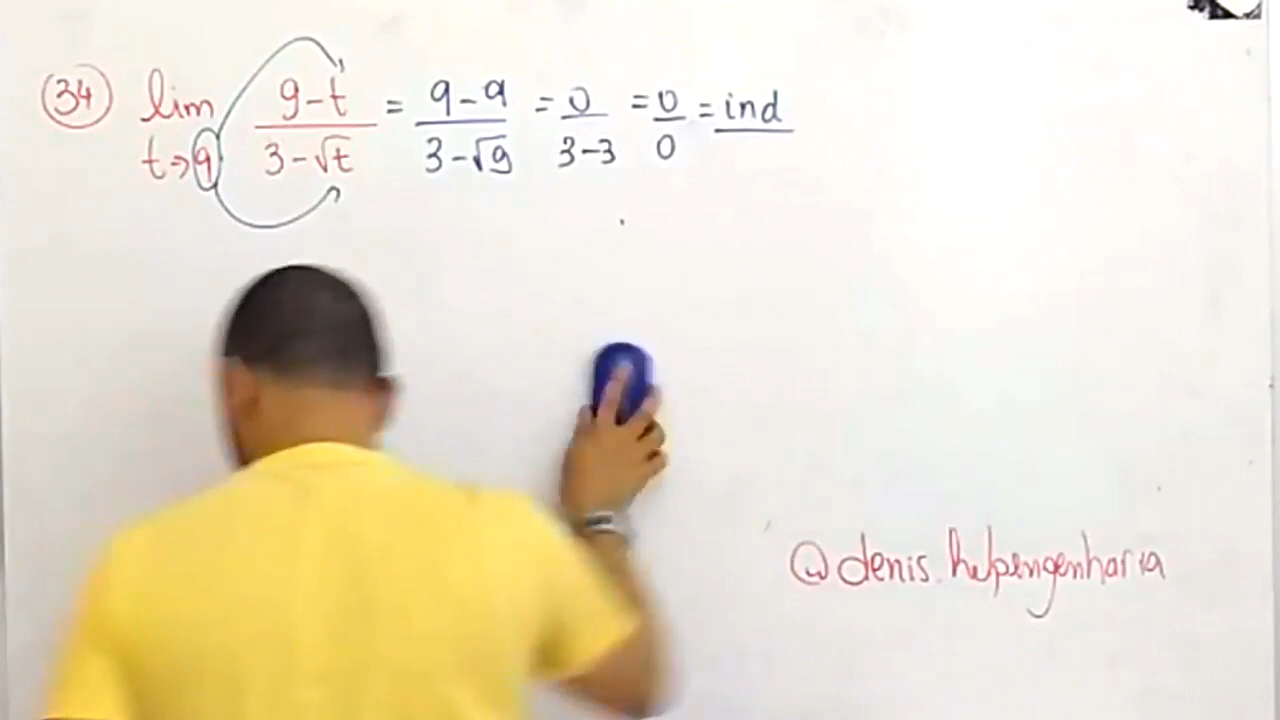 34 lim t→9 9-t / 3-√t = 9-9 / 3-√9 = 0 / 3-3 = 0 / 0 = ind
@denis.helpengenharia